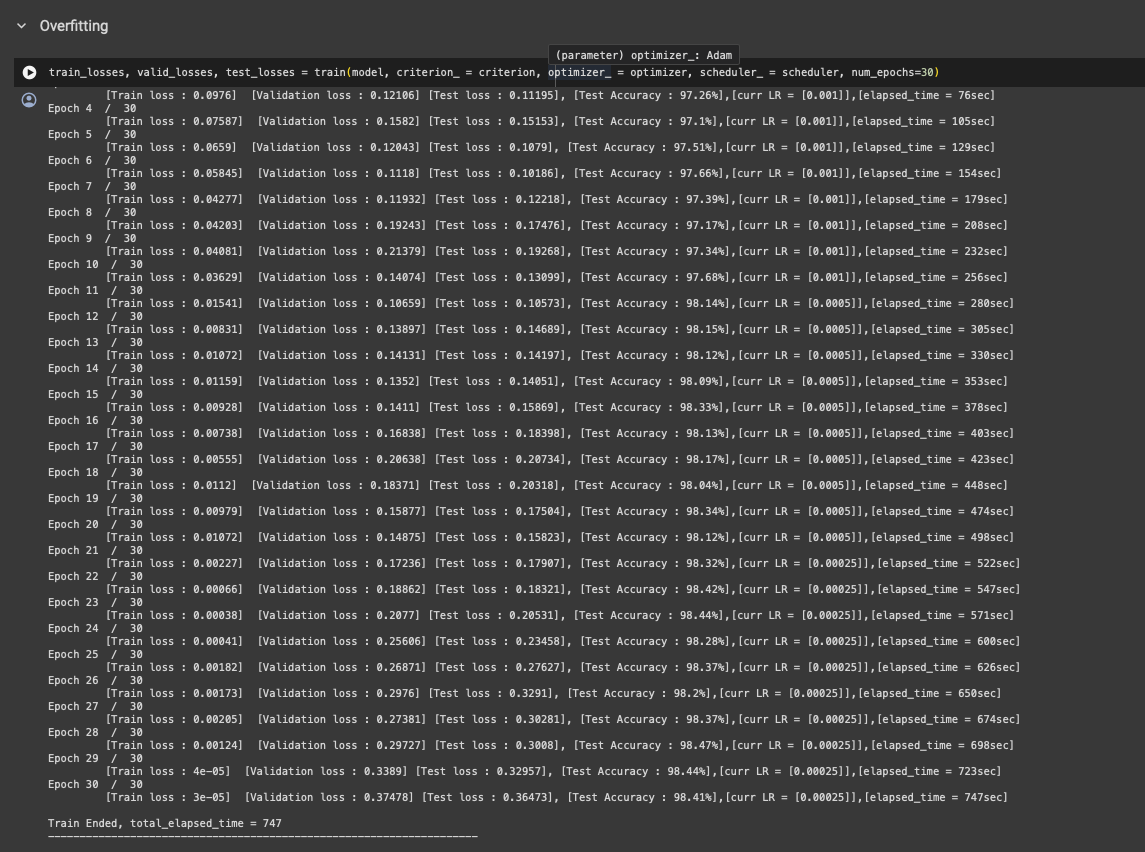 Overfitting
(parameter) optimizer_: Adam
train_losses, valid_losses, test_losses = train(model, criterion_ = criterion, optimizer_ = optimizer, scheduler_ = scheduler, num_epochs=30)
[Train loss : 0.0976] [Validation loss : 0.12106] [Test loss : 0.11195], [Test Accuracy : 97.26%],[curr LR = [0.001]],[elapsed_time = 76sec]
Epoch 4 / 30
[Train loss : 0.07587] [Validation loss : 0.1582] [Test loss : 0.15153], [Test Accuracy : 97.1%],[curr LR = [0.001]],[elapsed_time = 105sec]
Epoch 5 / 30
[Train loss : 0.0659] [Validation loss : 0.12043] [Test loss : 0.1079], [Test Accuracy : 97.51%],[curr LR = [0.001]],[elapsed_time = 129sec]
Epoch 6 / 30
[Train loss : 0.05845] [Validation loss : 0.1118] [Test loss : 0.10186], [Test Accuracy : 97.66%],[curr LR = [0.001]],[elapsed_time = 154sec]
Epoch 7 / 30
[Train loss : 0.04277] [Validation loss : 0.11932] [Test loss : 0.12218], [Test Accuracy : 97.39%],[curr LR = [0.001]],[elapsed_time = 179sec]
Epoch 8 / 30
[Train loss : 0.04203] [Validation loss : 0.19243] [Test loss : 0.17476], [Test Accuracy : 97.17%],[curr LR = [0.001]],[elapsed_time = 208sec]
Epoch 9 / 30
[Train loss : 0.04081] [Validation loss : 0.21379] [Test loss : 0.19268], [Test Accuracy : 97.34%],[curr LR = [0.001]],[elapsed_time = 232sec]
Epoch 10 / 30
[Train loss : 0.03629] [Validation loss : 0.14074] [Test loss : 0.13099], [Test Accuracy : 97.68%],[curr LR = [0.001]],[elapsed_time = 256sec]
Epoch 11 / 30
[Train loss : 0.01541] [Validation loss : 0.10659] [Test loss : 0.10573], [Test Accuracy : 98.14%],[curr LR = [0.0005]],[elapsed_time = 280sec]
Epoch 12 / 30
[Train loss : 0.00831] [Validation loss : 0.13897] [Test loss : 0.14689], [Test Accuracy : 98.15%],[curr LR = [0.0005]],[elapsed_time = 305sec]
Epoch 13 / 30
[Train loss : 0.01072] [Validation loss : 0.14131] [Test loss : 0.14197], [Test Accuracy : 98.12%],[curr LR = [0.0005]],[elapsed_time = 330sec]
Epoch 14 / 30
[Train loss : 0.01159] [Validation loss : 0.1352] [Test loss : 0.14051], [Test Accuracy : 98.09%],[curr LR = [0.0005]],[elapsed_time = 353sec]
Epoch 15 / 30
[Train loss : 0.00928] [Validation loss : 0.1411] [Test loss : 0.15869], [Test Accuracy : 98.33%],[curr LR = [0.0005]],[elapsed_time = 378sec]
Epoch 16 / 30
[Train loss : 0.00738] [Validation loss : 0.16838] [Test loss : 0.18398], [Test Accuracy : 98.13%],[curr LR = [0.0005]],[elapsed_time = 403sec]
Epoch 17 / 30
[Train loss : 0.00555] [Validation loss : 0.20638] [Test loss : 0.20734], [Test Accuracy : 98.17%],[curr LR = [0.0005]],[elapsed_time = 423sec]
Epoch 18 / 30
[Train loss : 0.0112] [Validation loss : 0.18371] [Test loss : 0.20318], [Test Accuracy : 98.04%],[curr LR = [0.0005]],[elapsed_time = 448sec]
Epoch 19 / 30
[Train loss : 0.00979] [Validation loss : 0.15877] [Test loss : 0.17504], [Test Accuracy : 98.34%],[curr LR = [0.0005]],[elapsed_time = 474sec]
Epoch 20 / 30
[Train loss : 0.01072] [Validation loss : 0.14875] [Test loss : 0.15823], [Test Accuracy : 98.12%],[curr LR = [0.0005]],[elapsed_time = 498sec]
Epoch 21 / 30
[Train loss : 0.00227] [Validation loss : 0.17236] [Test loss : 0.17907], [Test Accuracy : 98.32%],[curr LR = [0.00025]],[elapsed_time = 522sec]
Epoch 22 / 30
[Train loss : 0.00066] [Validation loss : 0.18862] [Test loss : 0.18321], [Test Accuracy : 98.42%],[curr LR = [0.00025]],[elapsed_time = 547sec]
Epoch 23 / 30
[Train loss : 0.00038] [Validation loss : 0.2077] [Test loss : 0.20531], [Test Accuracy : 98.44%],[curr LR = [0.00025]],[elapsed_time = 571sec]
Epoch 24 / 30
[Train loss : 0.00041] [Validation loss : 0.25606] [Test loss : 0.23458], [Test Accuracy : 98.28%],[curr LR = [0.00025]],[elapsed_time = 600sec]
Epoch 25 / 30
[Train loss : 0.00182] [Validation loss : 0.26871] [Test loss : 0.27627], [Test Accuracy : 98.37%],[curr LR = [0.00025]],[elapsed_time = 626sec]
Epoch 26 / 30
[Train loss : 0.00173] [Validation loss : 0.2976] [Test loss : 0.3291], [Test Accuracy : 98.2%],[curr LR = [0.00025]],[elapsed_time = 650sec]
Epoch 27 / 30
[Train loss : 0.00205] [Validation loss : 0.27381] [Test loss : 0.30281], [Test Accuracy : 98.37%],[curr LR = [0.00025]],[elapsed_time = 674sec]
Epoch 28 / 30
[Train loss : 0.00124] [Validation loss : 0.29727] [Test loss : 0.3008], [Test Accuracy : 98.47%],[curr LR = [0.00025]],[elapsed_time = 698sec]
Epoch 29 / 30
[Train loss : 4e-05] [Validation loss : 0.3389] [Test loss : 0.32957], [Test Accuracy : 98.44%],[curr LR = [0.00025]],[elapsed_time = 723sec]
Epoch 30 / 30
[Train loss : 3e-05] [Validation loss : 0.37478] [Test loss : 0.36473], [Test Accuracy : 98.41%],[curr LR = [0.00025]],[elapsed_time = 747sec]
Train Ended, total_elapsed_time = 747
--------------------------------------------------------------------